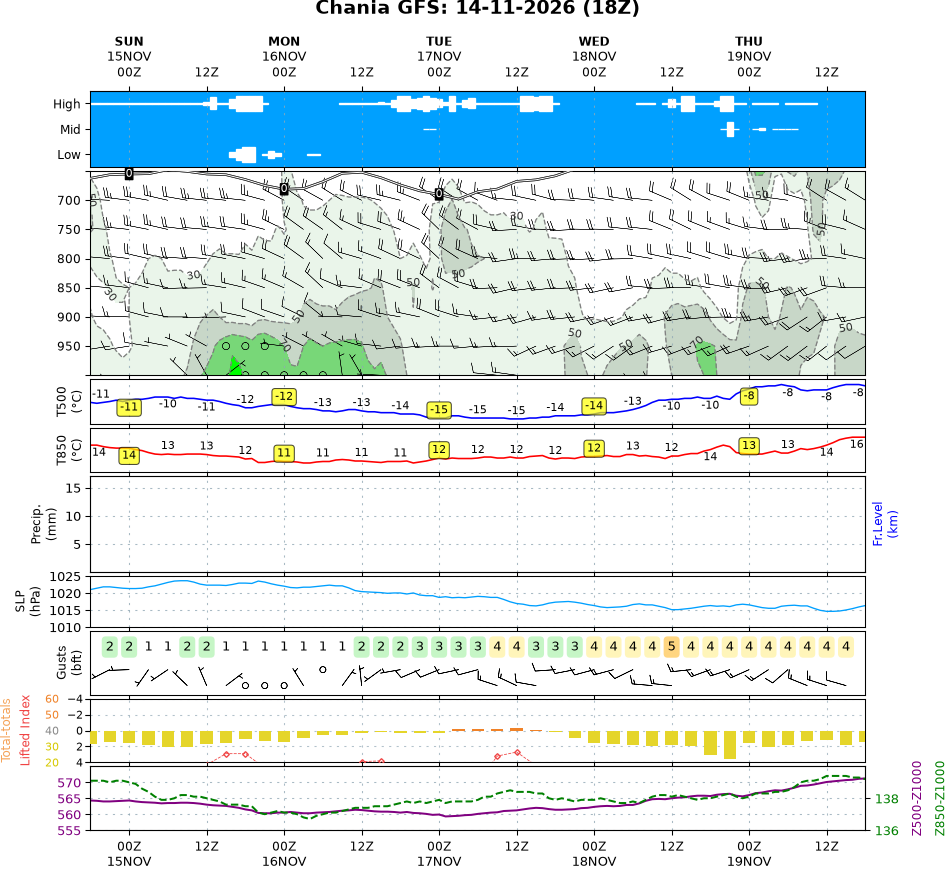 Chania GFS: 14-11-2026 (18Z)
SUN MON TUE WED THU
15NOV 16NOV 17NOV 18NOV 19NOV
00Z 12Z 00Z 12Z 00Z 12Z 00Z 12Z 00Z 12Z
High
Mid
Low
0 0 0
700
750
800
850
900
950
30 30 30 50 50 50 50 50 50 50 50 50
T500
(°C)
-11 -11 -10 -11 -12 -12 -13 -13 -14 -15 -15 -15 -14 -14 -13 -10 -10 -8 -8 -8 -8
T850
(°C)
14 14 13 13 12 11 11 11 11 12 12 12 12 12 13 12 14 13 13 14 16
Precip.
(mm)
15
10
5
Fr.Level
(km)
SLP
(hPa)
1025
1020
1015
1010
Gusts
(bft)
2 2 1 1 2 2 1 1 1 1 1 1 1 2 2 2 3 3 3 3 4 4 3 3 3 4 4 4 4 5 4 4 4 4 4 4 4 4 4
Total-totals
Lifted Index
60 −4
50 −2
40 0
30 2
20 4
570
565
560
555
138
136
Z500-Z1000
Z850-Z1000
00Z 12Z 00Z 12Z 00Z 12Z 00Z 12Z 00Z 12Z
15NOV 16NOV 17NOV 18NOV 19NOV